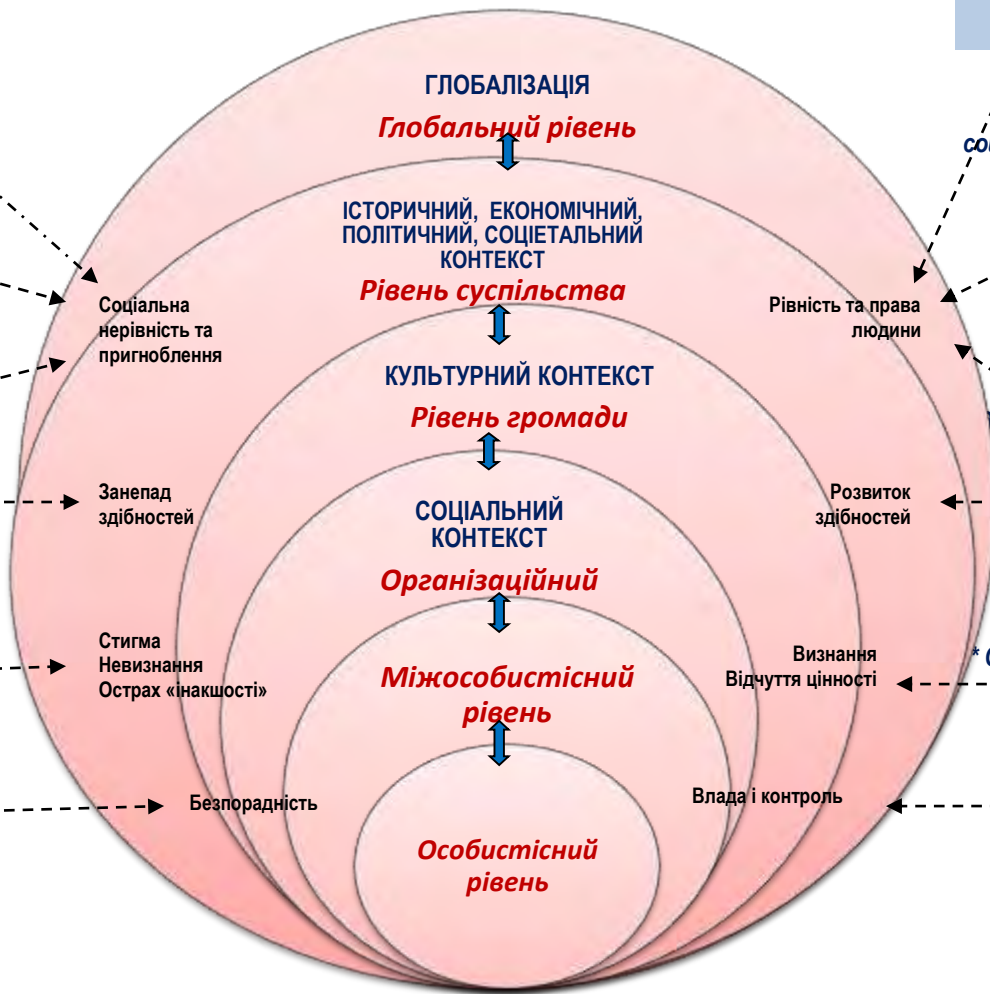 ГЛОБАЛІЗАЦІЯ
Глобальний рівень
ІСТОРИЧНИЙ, ЕКОНОМІЧНИЙ,
ПОЛІТИЧНИЙ, СОЦІЕТАЛЬНИЙ
КОНТЕКСТ
Рівень суспільства
Соціальна
нерівність та
пригноблення
Рівність та права
людини
КУЛЬТУРНИЙ КОНТЕКСТ
Рівень громади
Занепад
здібностей
Розвиток
здібностей
СОЦІАЛЬНИЙ
КОНТЕКСТ
Організаційний
Стигма
Невизнання
Острах «інакшості»
Визнання
Відчуття цінності
Міжособистісний
рівень
Безпорадність
Влада і контроль
Особистісний
рівень